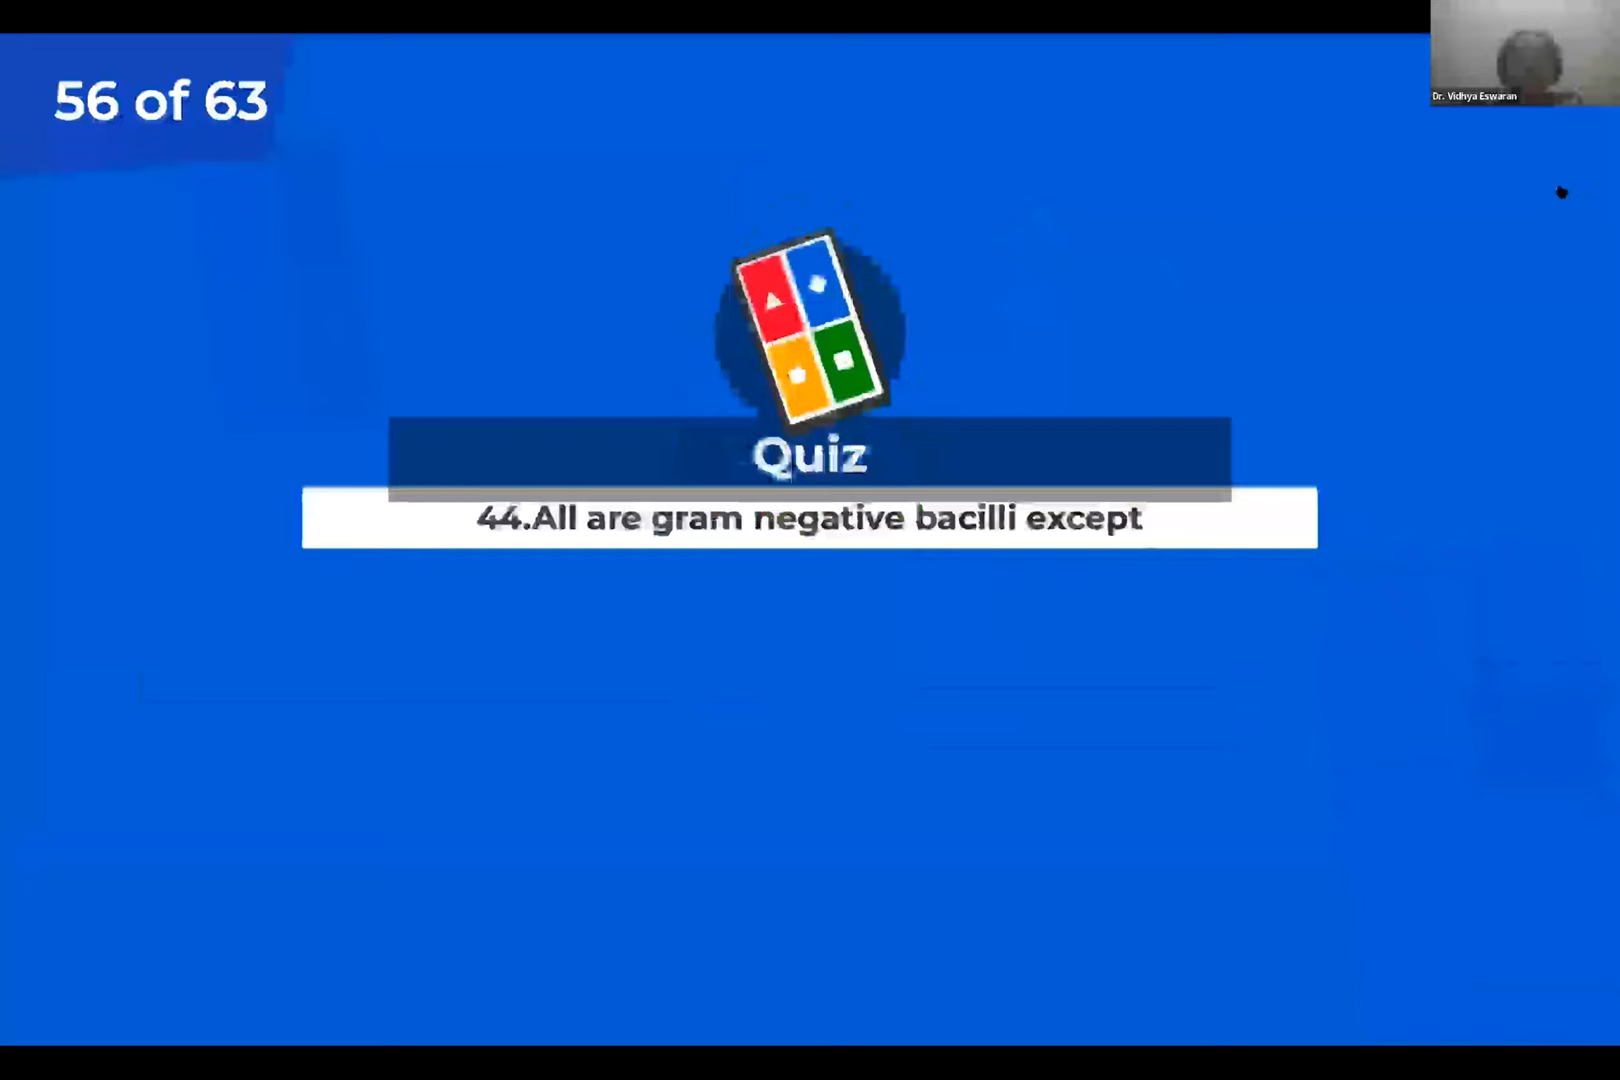 Dr. Vidhya Eswaran
56 of 63
Quiz
44.All are gram negative bacilli except